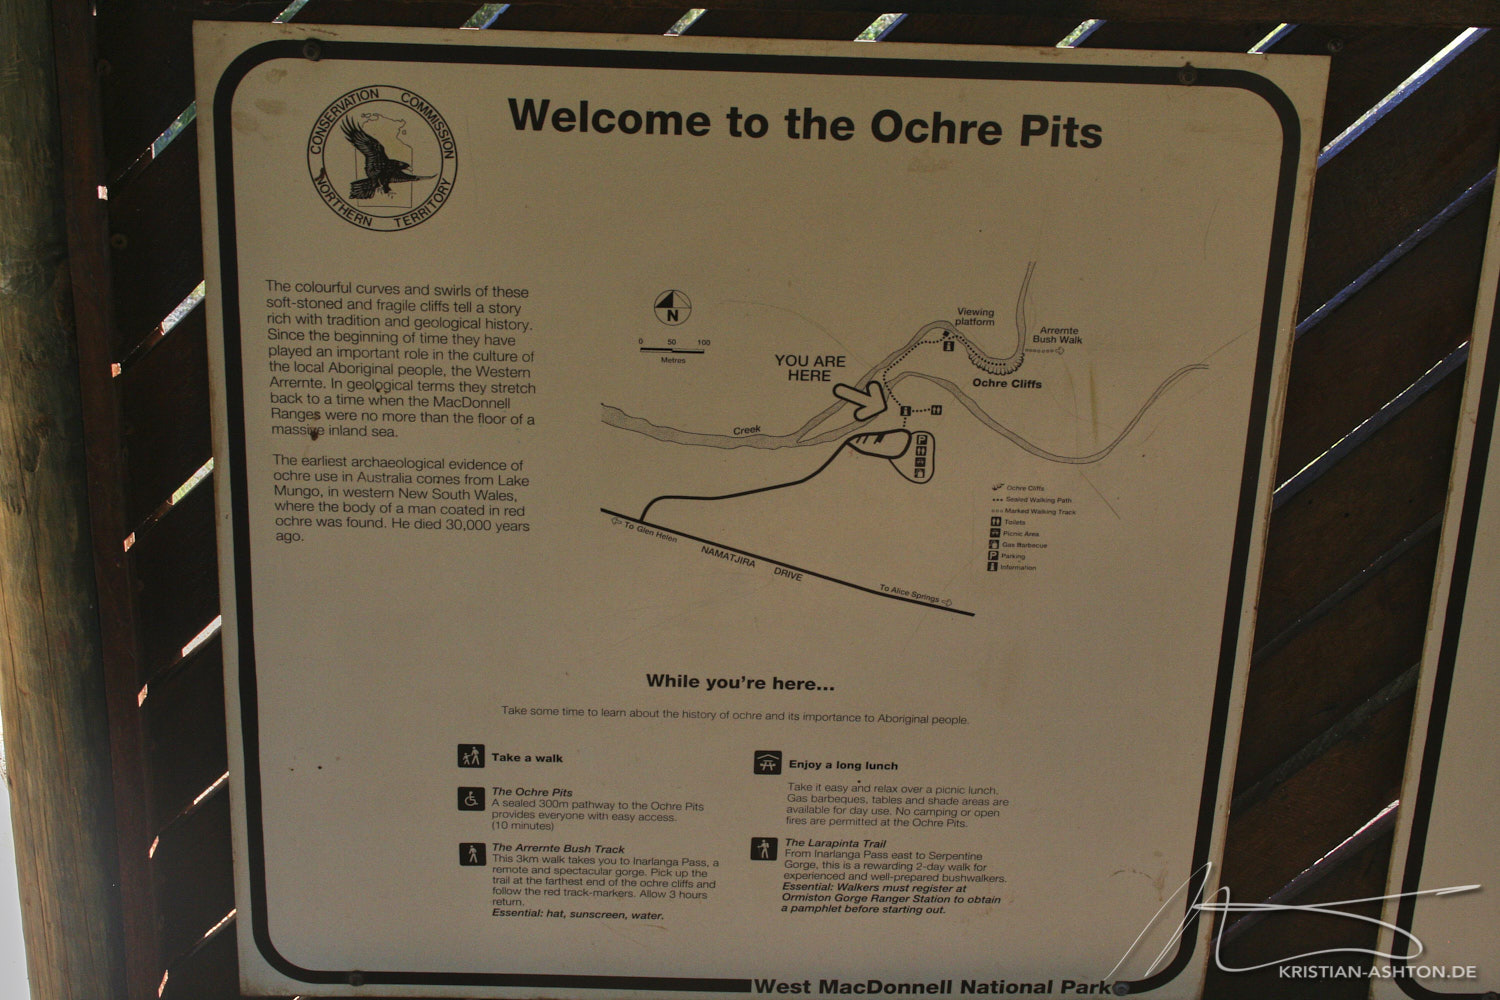 CONSERVATION COMMISSION
NORTHERN TERRITORY
Welcome to the Ochre Pits
The colourful curves and swirls of these
soft-stoned and fragile cliffs tell a story
rich with tradition and geological history.
Since the beginning of time they have
played an important role in the culture of
the local Aboriginal people, the Western
Arrernte. In geological terms they stretch
back to a time when the MacDonnell
Ranges were no more than the floor of a
massive inland sea.
The earliest archaeological evidence of
ochre use in Australia comes from Lake
Mungo, in western New South Wales,
where the body of a man coated in red
ochre was found. He died 30,000 years
ago.
N
0 50 100
Metres
YOU ARE
HERE
Viewing
platform
Arrernte
Bush Walk
Ochre Cliffs
Creek
P
To Glen Helen
NAMATJIRA DRIVE
To Alice Springs
Ochre Cliffs
Sealed Walking Path
Marked Walking Track
Toilets
Picnic Area
Gas Barbecue
P Parking
Information
While you're here...
Take some time to learn about the history of ochre and its importance to Aboriginal people.
Take a walk
The Ochre Pits
A sealed 300m pathway to the Ochre Pits
provides everyone with easy access.
(10 minutes)
The Arrernte Bush Track
This 3km walk takes you to Inarlanga Pass, a
remote and spectacular gorge. Pick up the
trail at the farthest end of the ochre cliffs and
follow the red track-markers. Allow 3 hours
return.
Essential: hat, sunscreen, water.
Enjoy a long lunch
Take it easy and relax over a picnic lunch.
Gas barbeques, tables and shade areas are
available for day use. No camping or open
fires are permitted at the Ochre Pits.
The Larapinta Trail
From Inarlanga Pass east to Serpentine
Gorge, this is a rewarding 2-day walk for
experienced and well-prepared bushwalkers.
Essential: Walkers must register at
Ormiston Gorge Ranger Station to obtain
a pamphlet before starting out.
West MacDonnell National Park
KRISTIAN-ASHTON.DE